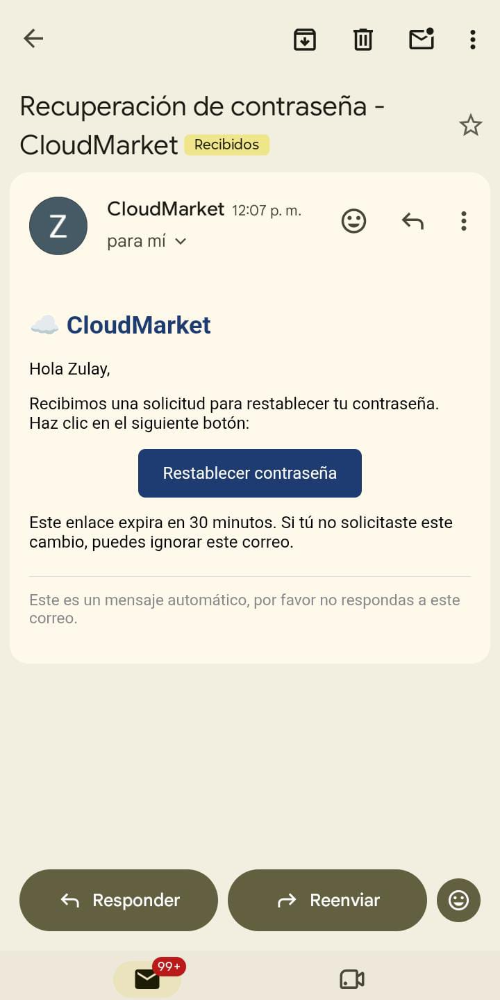 Recuperación de contraseña -
CloudMarket Recibidos
Z
CloudMarket 12:07 p. m.
para mí
☁️ CloudMarket
Hola Zulay,
Recibimos una solicitud para restablecer tu contraseña.
Haz clic en el siguiente botón:
Restablecer contraseña
Este enlace expira en 30 minutos. Si tú no solicitaste este
cambio, puedes ignorar este correo.
Este es un mensaje automático, por favor no respondas a este
correo.
Responder
Reenviar
99+